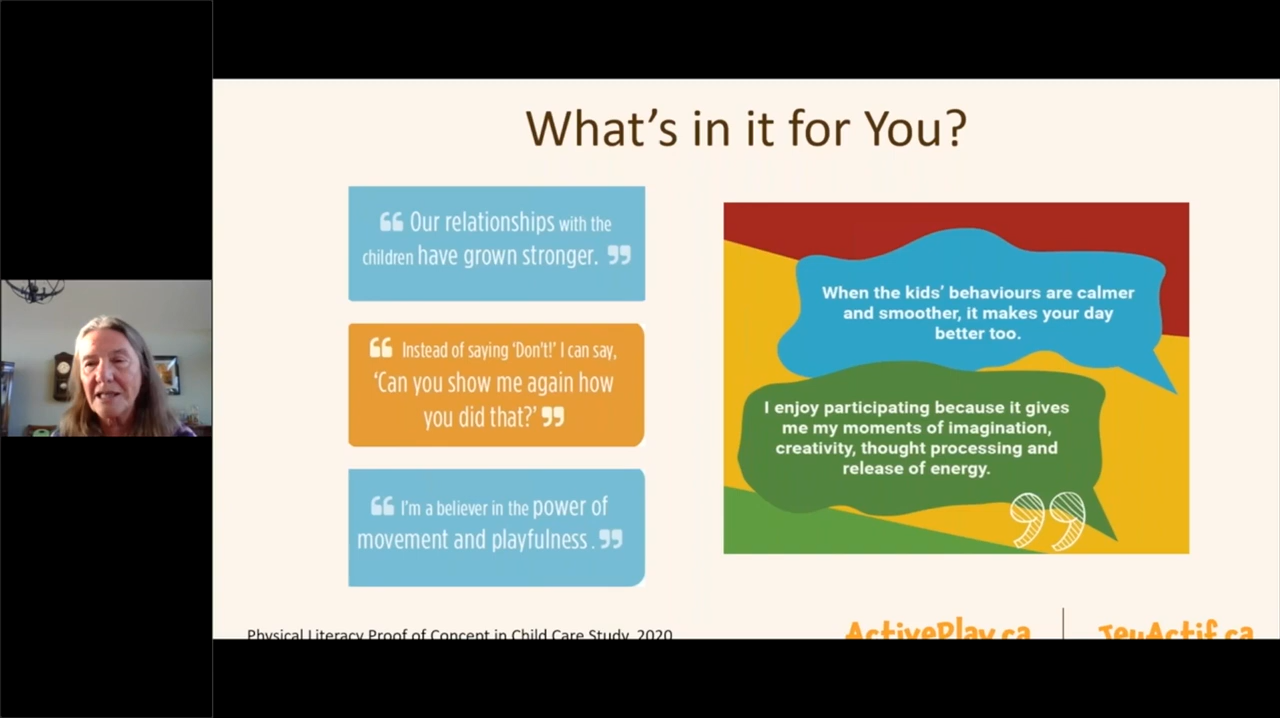 What's in it for You?
“ Our relationships with the
children have grown stronger. ”
“ Instead of saying 'Don't!' I can say,
'Can you show me again how
you did that?' ”
“ I'm a believer in the power of
movement and playfulness. ”
When the kids' behaviours are calmer
and smoother, it makes your day
better too.
I enjoy participating because it gives
me my moments of imagination,
creativity, thought processing and
release of energy.
”
Physical Literacy Proof of Concept in Child Care Study, 2020
ActivePlay.ca
JeuActif.ca